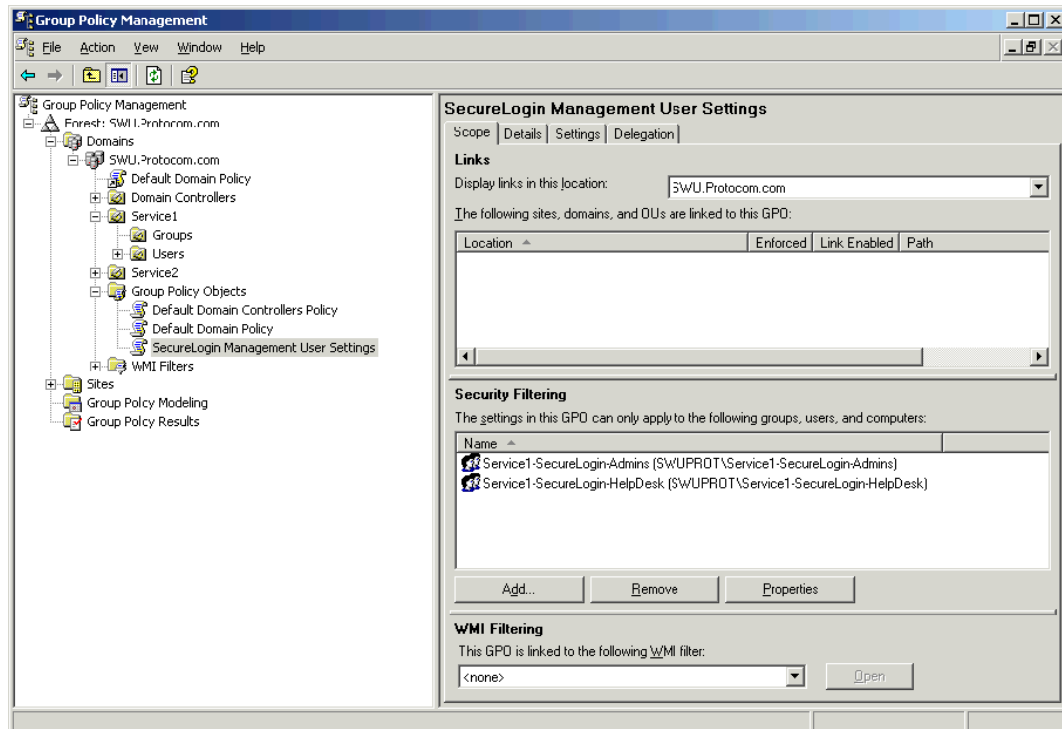 Group Policy Management
File Action Vew Window Help
Group Policy Management
Forest: SWU.Protocom.com
Domains
SWU.Protocom.com
Default Domain Policy
Domain Controllers
Service1
Groups
Users
Service2
Group Policy Objects
Default Domain Controllers Policy
Default Domain Policy
SecureLogin Management User Settings
WMI Filters
Sites
Group Polcy Modeling
Group Polcy Results
SecureLogin Management User Settings
Scope Details Settings Delegation
Links
Display links in this location: SWU.Protocom.com
The following sites, domains, and OUs are linked to this GPO:
Location Enforced Link Enabled Path
Security Filtering
The settings in this GPO can only apply to the following groups, users, and computers:
Name
Service1-SecureLogin-Admins (SWUPROT\Service1-SecureLogin-Admins)
Service1-SecureLogin-HelpDesk (SWUPROT\Service1-SecureLogin-HelpDesk)
Add... Remove Properties
WMI Filtering
This GPO is linked to the following WMI filter:
<none> Open